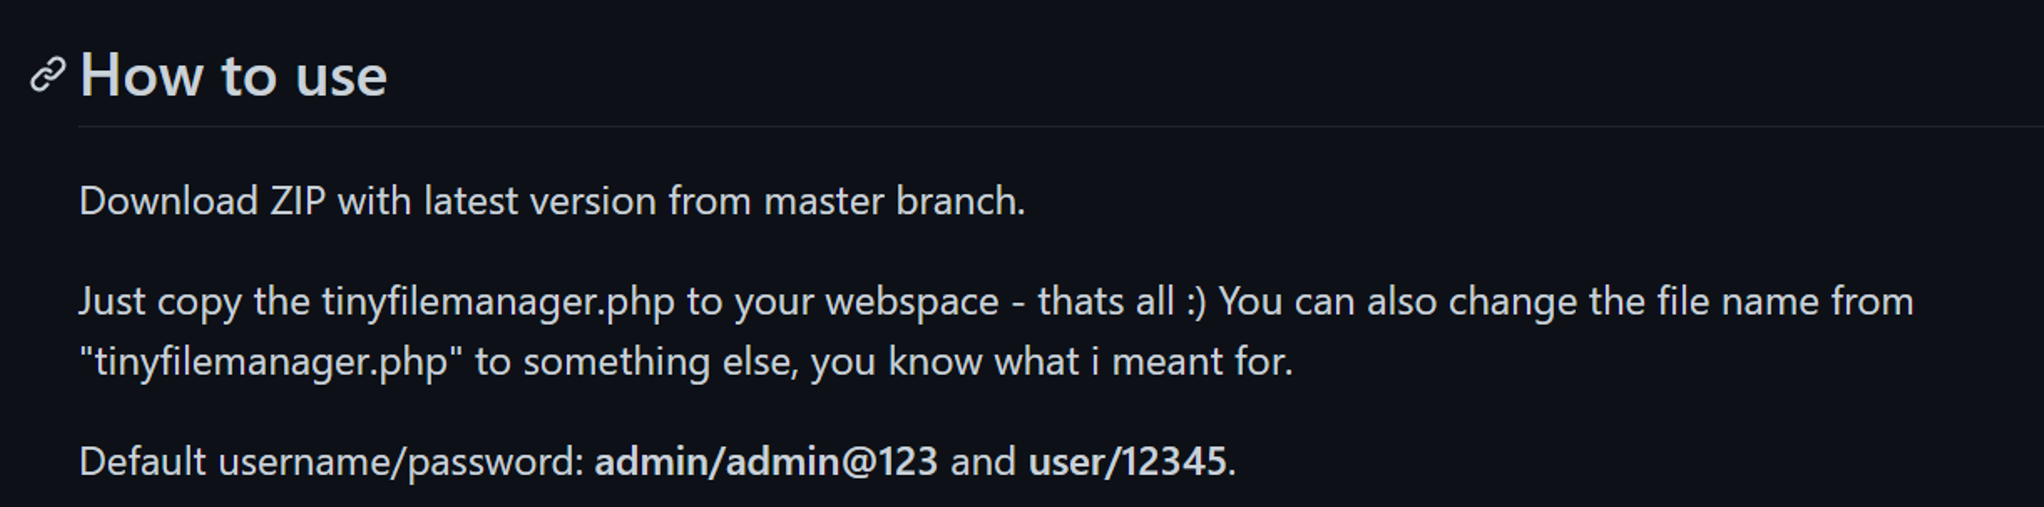 How to use
Download ZIP with latest version from master branch.
Just copy the tinyfilemanager.php to your webspace - thats all :) You can also change the file name from
"tinyfilemanager.php" to something else, you know what i meant for.
Default username/password: admin/admin@123 and user/12345.